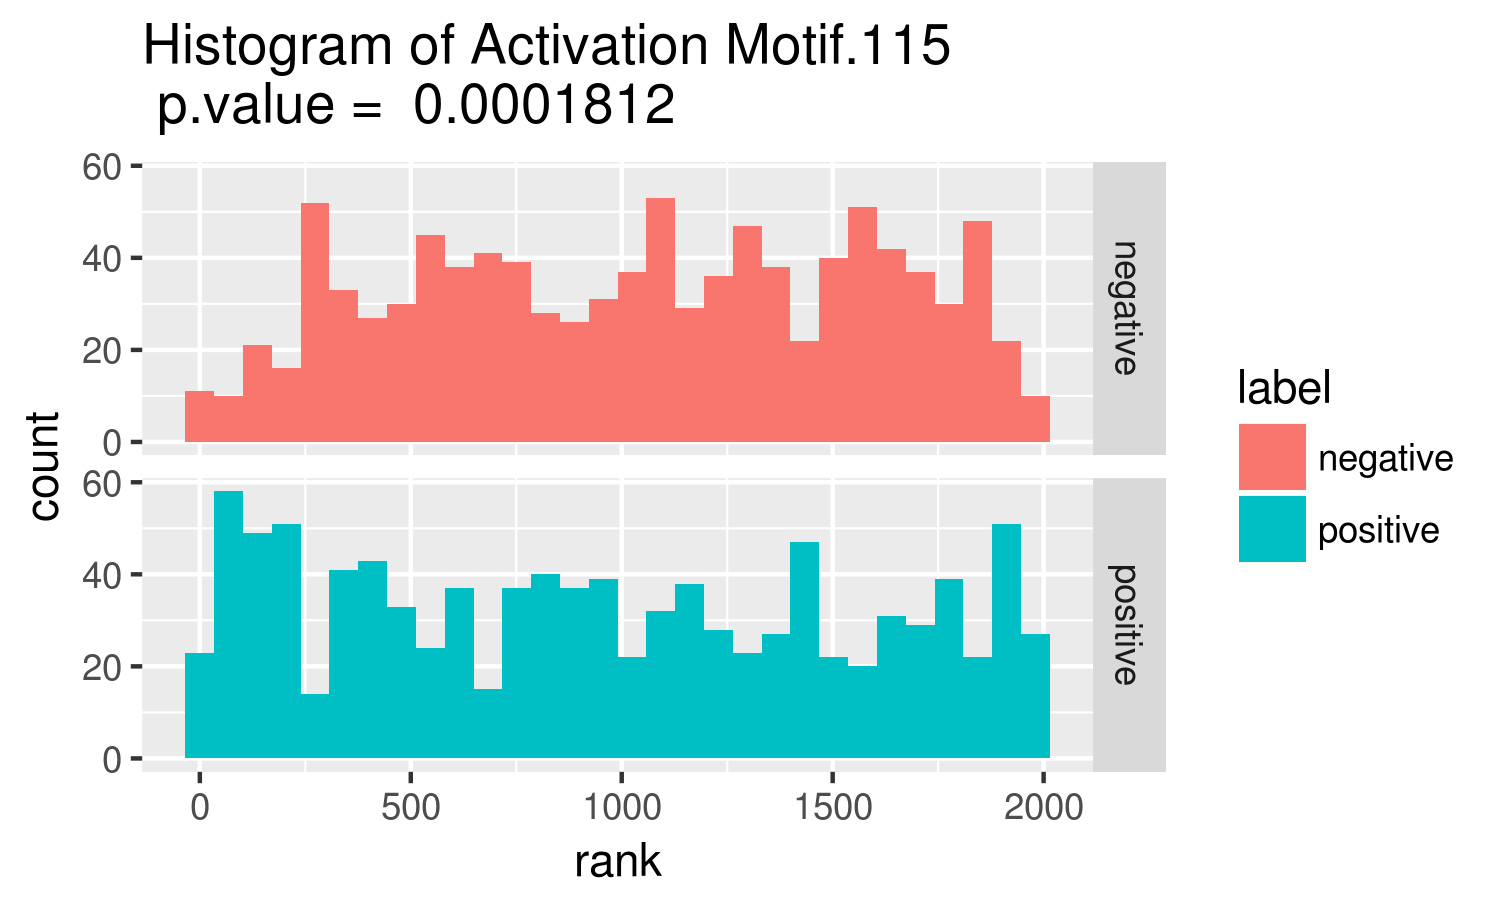 Histogram of Activation Motif.115
p.value =  0.0001812
60
40
20
0
negative
60
40
20
0
positive
count
0 500 1000 1500 2000
rank
label
negative
positive